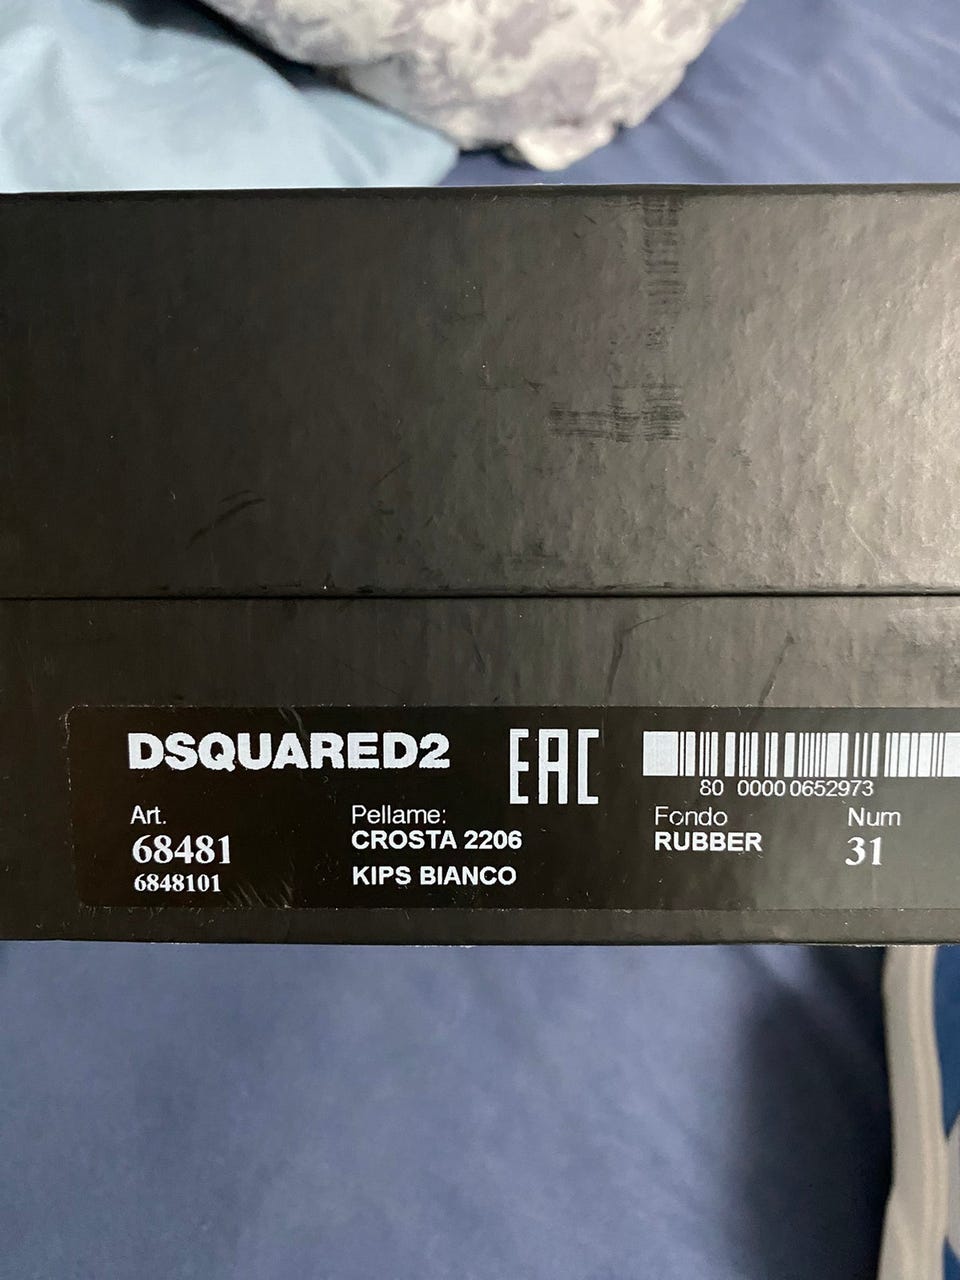 DSQUARED2 EAC
80 0000 0652973
Art. Pellame: Fondo Num
68481 CROSTA 2206 RUBBER 31
6848101 KIPS BIANCO